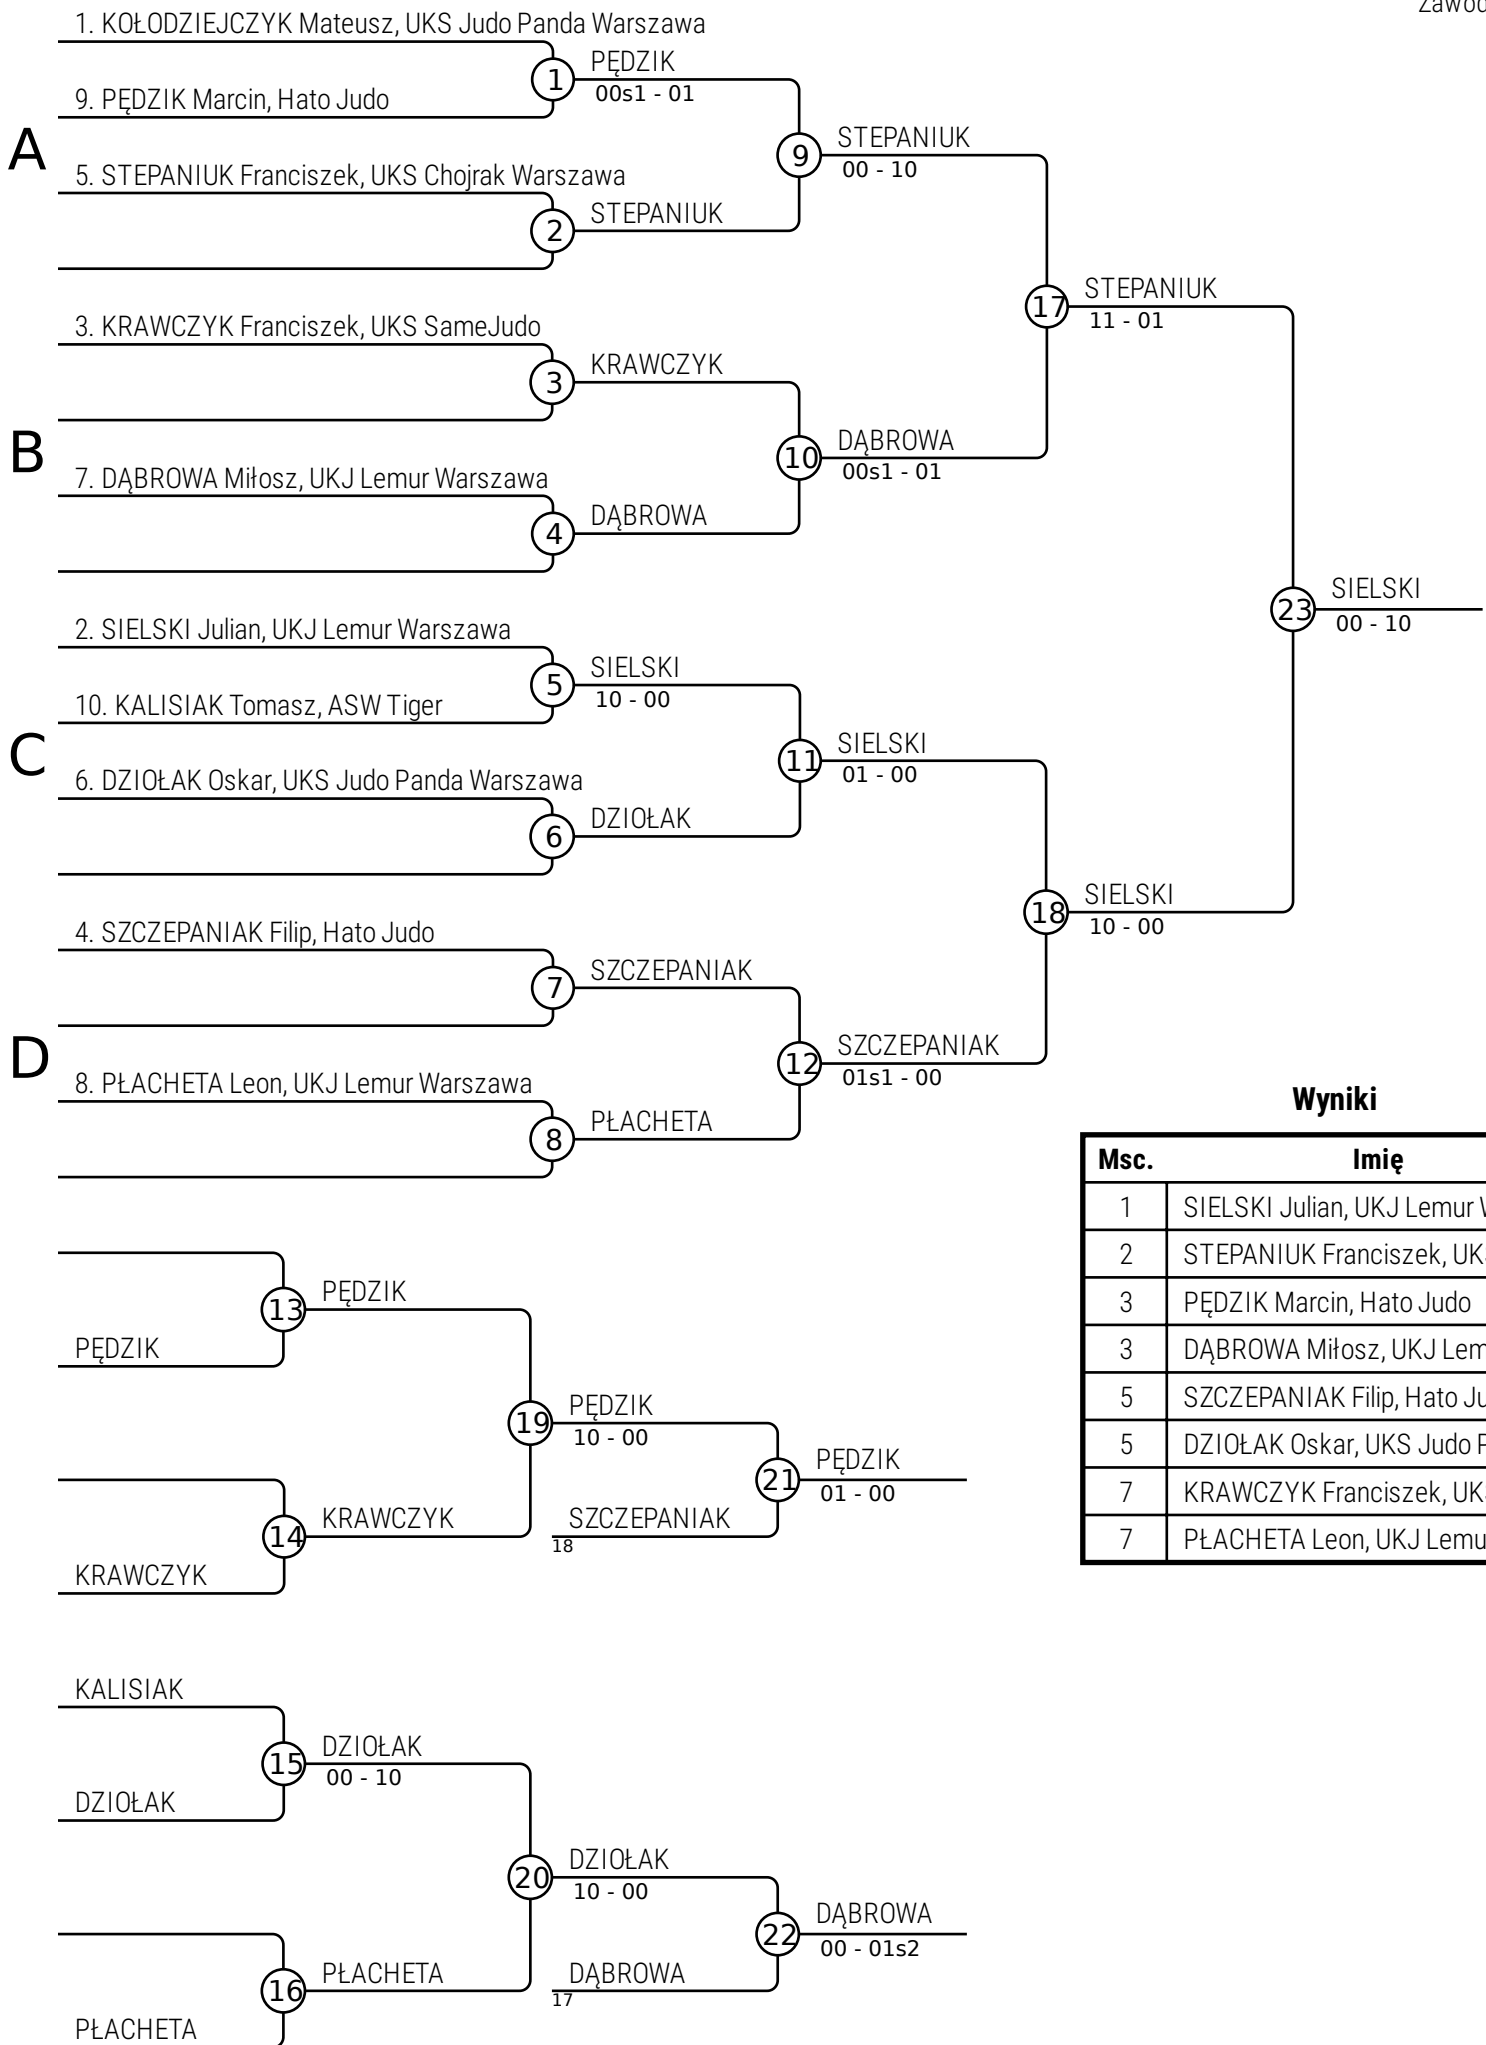 1. KOŁODZIEJCZYK Mateusz, UKS Judo Panda Warszawa
1
PĘDZIK
00s1 - 01
9. PĘDZIK Marcin, Hato Judo
A
9
STEPANIUK
00 - 10
5. STEPANIUK Franciszek, UKS Chojrak Warszawa
2
STEPANIUK
17
STEPANIUK
11 - 01
3. KRAWCZYK Franciszek, UKS SameJudo
3
KRAWCZYK
B
10
DĄBROWA
00s1 - 01
7. DĄBROWA Miłosz, UKJ Lemur Warszawa
4
DĄBROWA
23
SIELSKI
00 - 10
2. SIELSKI Julian, UKJ Lemur Warszawa
5
SIELSKI
10 - 00
10. KALISIAK Tomasz, ASW Tiger
C
11
SIELSKI
01 - 00
6. DZIOŁAK Oskar, UKS Judo Panda Warszawa
6
DZIOŁAK
18
SIELSKI
10 - 00
4. SZCZEPANIAK Filip, Hato Judo
7
SZCZEPANIAK
D
12
SZCZEPANIAK
01s1 - 00
8. PŁACHETA Leon, UKJ Lemur Warszawa
8
PŁACHETA
Wyniki
Msc. Imię
1 SIELSKI Julian, UKJ Lemur
2 STEPANIUK Franciszek,
3 PĘDZIK Marcin, Hato Judo
3 DĄBROWA Miłosz, UKJ
5 SZCZEPANIAK Filip, Hato
5 DZIOŁAK Oskar, UKS Judo
7 KRAWCZYK Franciszek,
7 PŁACHETA Leon, UKJ
13
PĘDZIK
PĘDZIK
19
PĘDZIK
10 - 00
21
PĘDZIK
01 - 00
14
KRAWCZYK
SZCZEPANIAK
18
KRAWCZYK
KALISIAK
15
DZIOŁAK
00 - 10
DZIOŁAK
20
DZIOŁAK
10 - 00
22
DĄBROWA
00 - 01s2
16
PŁACHETA
DĄBROWA
17
PŁACHETA